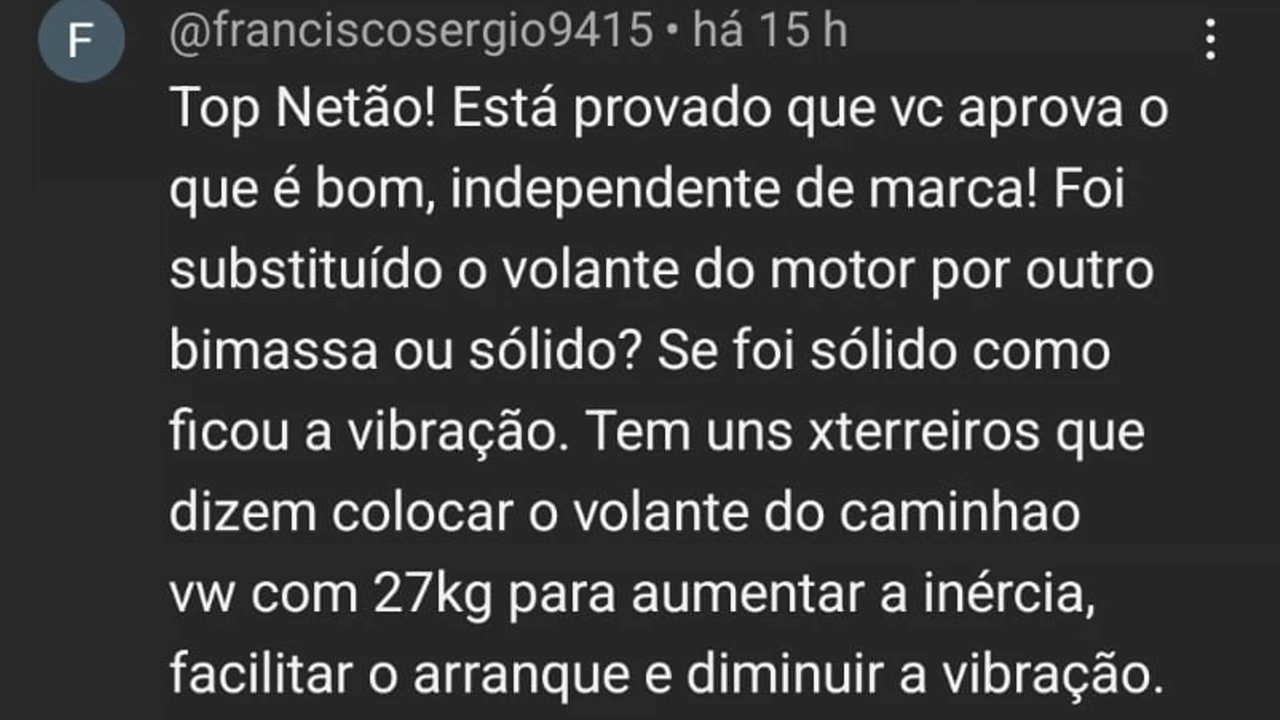 F
@franciscosergio9415 • há 15 h
Top Netão! Está provado que vc aprova o
que é bom, independente de marca! Foi
substituído o volante do motor por outro
bimassa ou sólido? Se foi sólido como
ficou a vibração. Tem uns xterreiros que
dizem colocar o volante do caminhao
vw com 27kg para aumentar a inércia,
facilitar o arranque e diminuir a vibração.